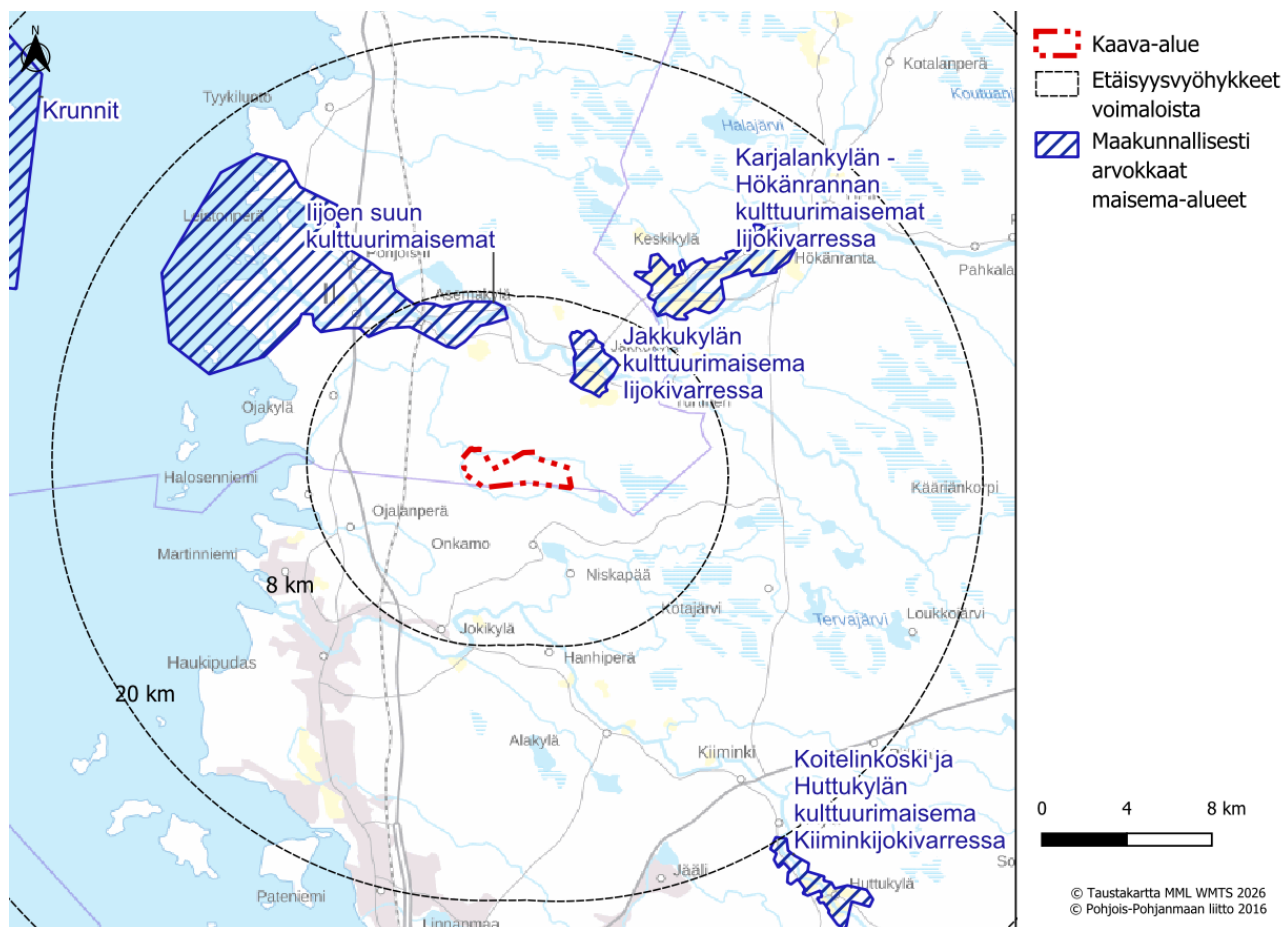 N
Krunnit
Tyykiluoto
Kotalanperä
Halajärvi
Karjalankylän -
Hökänrannan
kulttuurimaisemat
Iijokivarressa
Iijoen suun
kulttuurimaisemat
Keskikylä
Hökänranta
Pahkala
Asemakylä
Jakkukylän
kulttuurimaisema
Iijokivarressa
Ojakylä
Halosenniemi
Kääriänkorpi
Ojalanperä
Onkamo
Martinniemi
Niskapää
8 km
Kotajärvi
Tervajärvi
Loukkojärvi
Jokikylä
Hanhiperä
Haukipudas
20 km
Alakylä
Kiiminki
Koitelinkoski ja
Huttukylän
kulttuurimaisema
Kiiminkijokivarressa
Jääli
Huttukylä
Pateniemi
Linnanmaa
Kaava-alue
Etäisyysvyöhykkeet
voimaloista
Maakunnallisesti
arvokkaat
maisema-alueet
0 4 8 km
© Taustakartta MML WMTS 2026
© Pohjois-Pohjanmaan liitto 2016